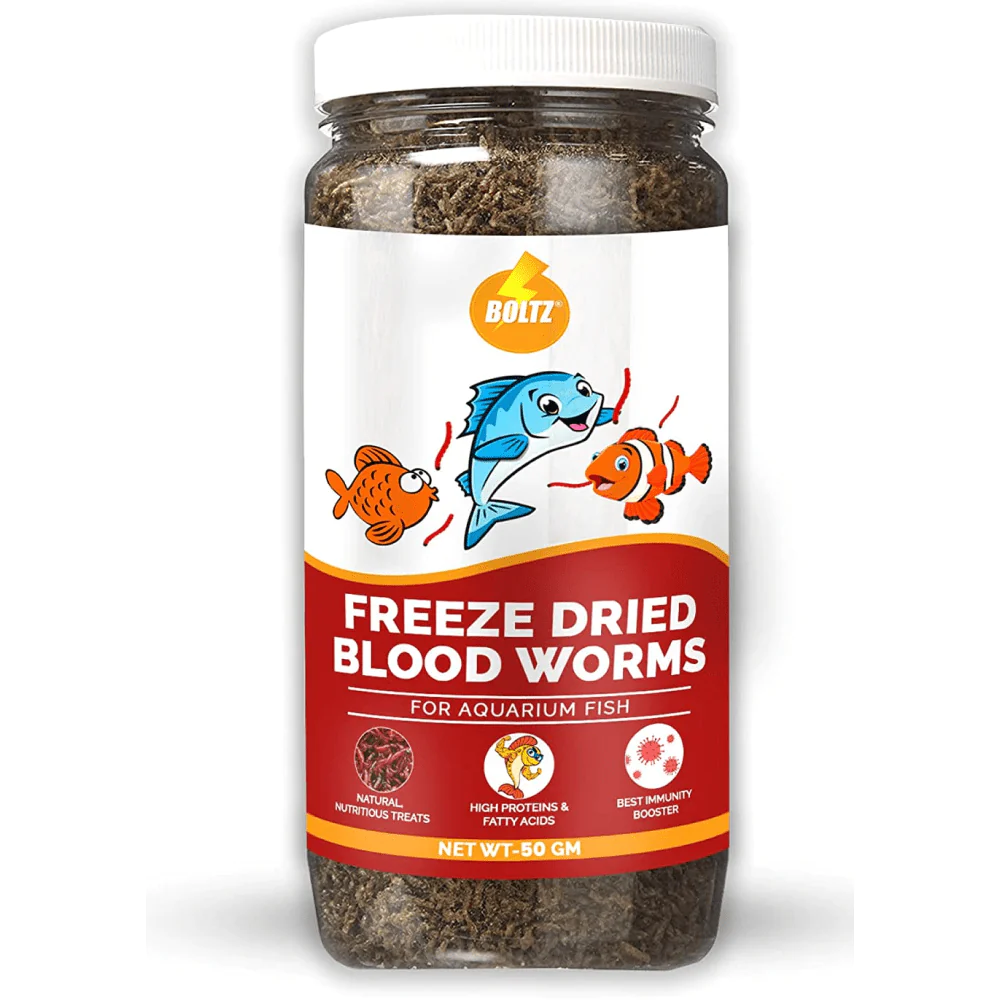 BOLTZ®
FREEZE DRIED
BLOOD WORMS
FOR AQUARIUM FISH
NATURAL,
NUTRITIOUS TREATS
HIGH PROTEINS &
FATTY ACIDS
BEST IMMUNITY
BOOSTER
NET WT-50 GM